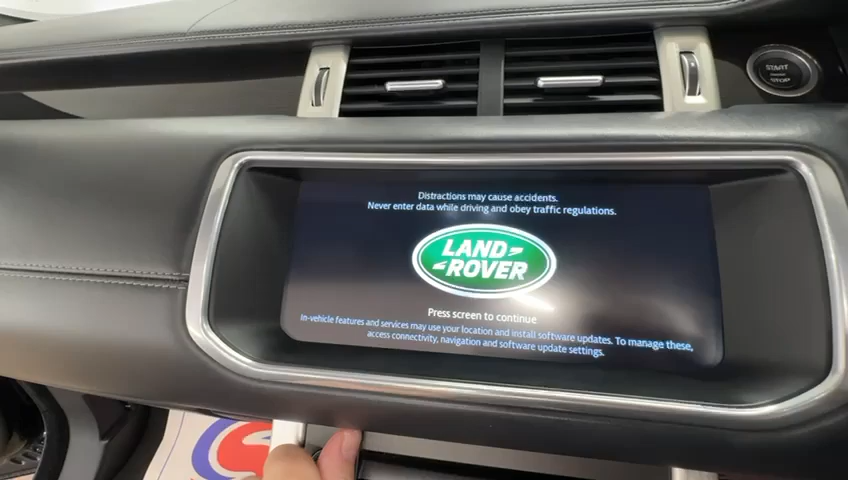 START
STOP
Distractions may cause accidents.
Never enter data while driving and obey traffic regulations.
LAND
ROVER
Press screen to continue
In-vehicle features and services may use your location and install software updates. To manage these,
access connectivity, navigation and software update settings.